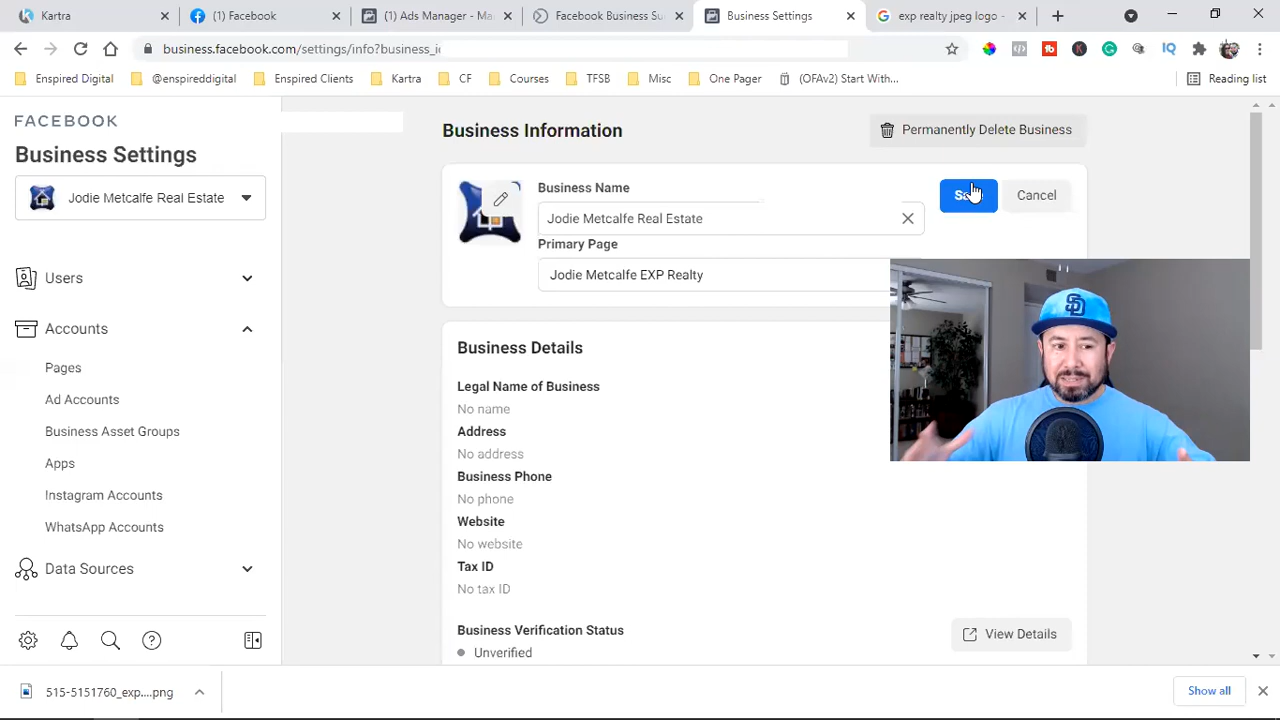 Kartra
(1) Facebook
(1) Ads Manager - Ma
Facebook Business Su
Business Settings
exp realty jpeg logo -
business.facebook.com/settings/info?business_i
Enspired Digital
@enspireddigital
Enspired Clients
Kartra
CF
Courses
TFSB
Misc
One Pager
(OFAv2) Start With...
Reading list
FACEBOOK
Business Settings
Jodie Metcalfe Real Estate
Users
Accounts
Pages
Ad Accounts
Business Asset Groups
Apps
Instagram Accounts
WhatsApp Accounts
Data Sources
Business Information
Permanently Delete Business
Business Name
Jodie Metcalfe Real Estate
Cancel
Primary Page
Jodie Metcalfe EXP Realty
SD
Business Details
Legal Name of Business
No name
Address
No address
Business Phone
No phone
Website
No website
Tax ID
No tax ID
Business Verification Status
Unverified
View Details
515-5151760_exp....png
Show all